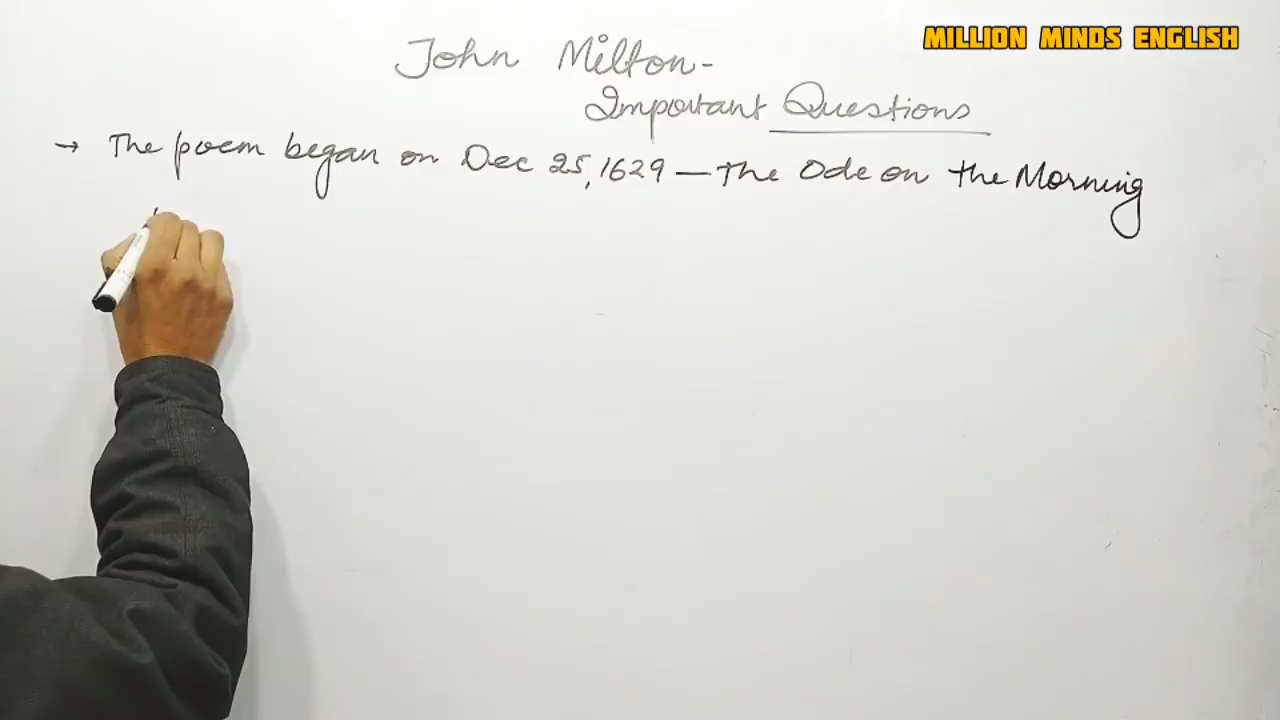 MILLION MINDS ENGLISH
John Milton-
Important Questions
→ The poem began on Dec 25, 1629 — The Ode on the Morning